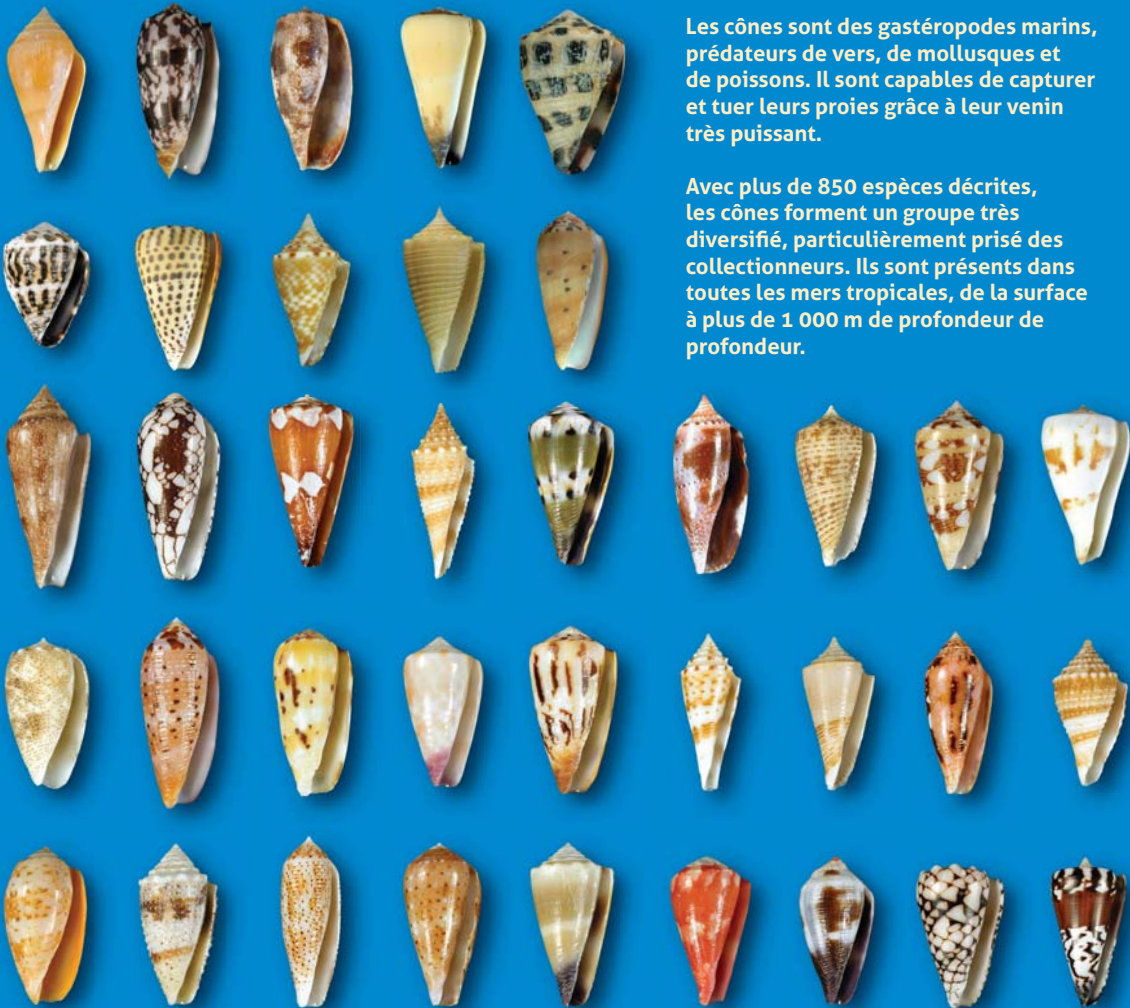 Les cônes sont des gastéropodes marins,
prédateurs de vers, de mollusques et
de poissons. Il sont capables de capturer
et tuer leurs proies grâce à leur venin
très puissant.
Avec plus de 850 espèces décrites,
les cônes forment un groupe très
diversifié, particulièrement prisé des
collectionneurs. Ils sont présents dans
toutes les mers tropicales, de la surface
à plus de 1 000 m de profondeur de
profondeur.